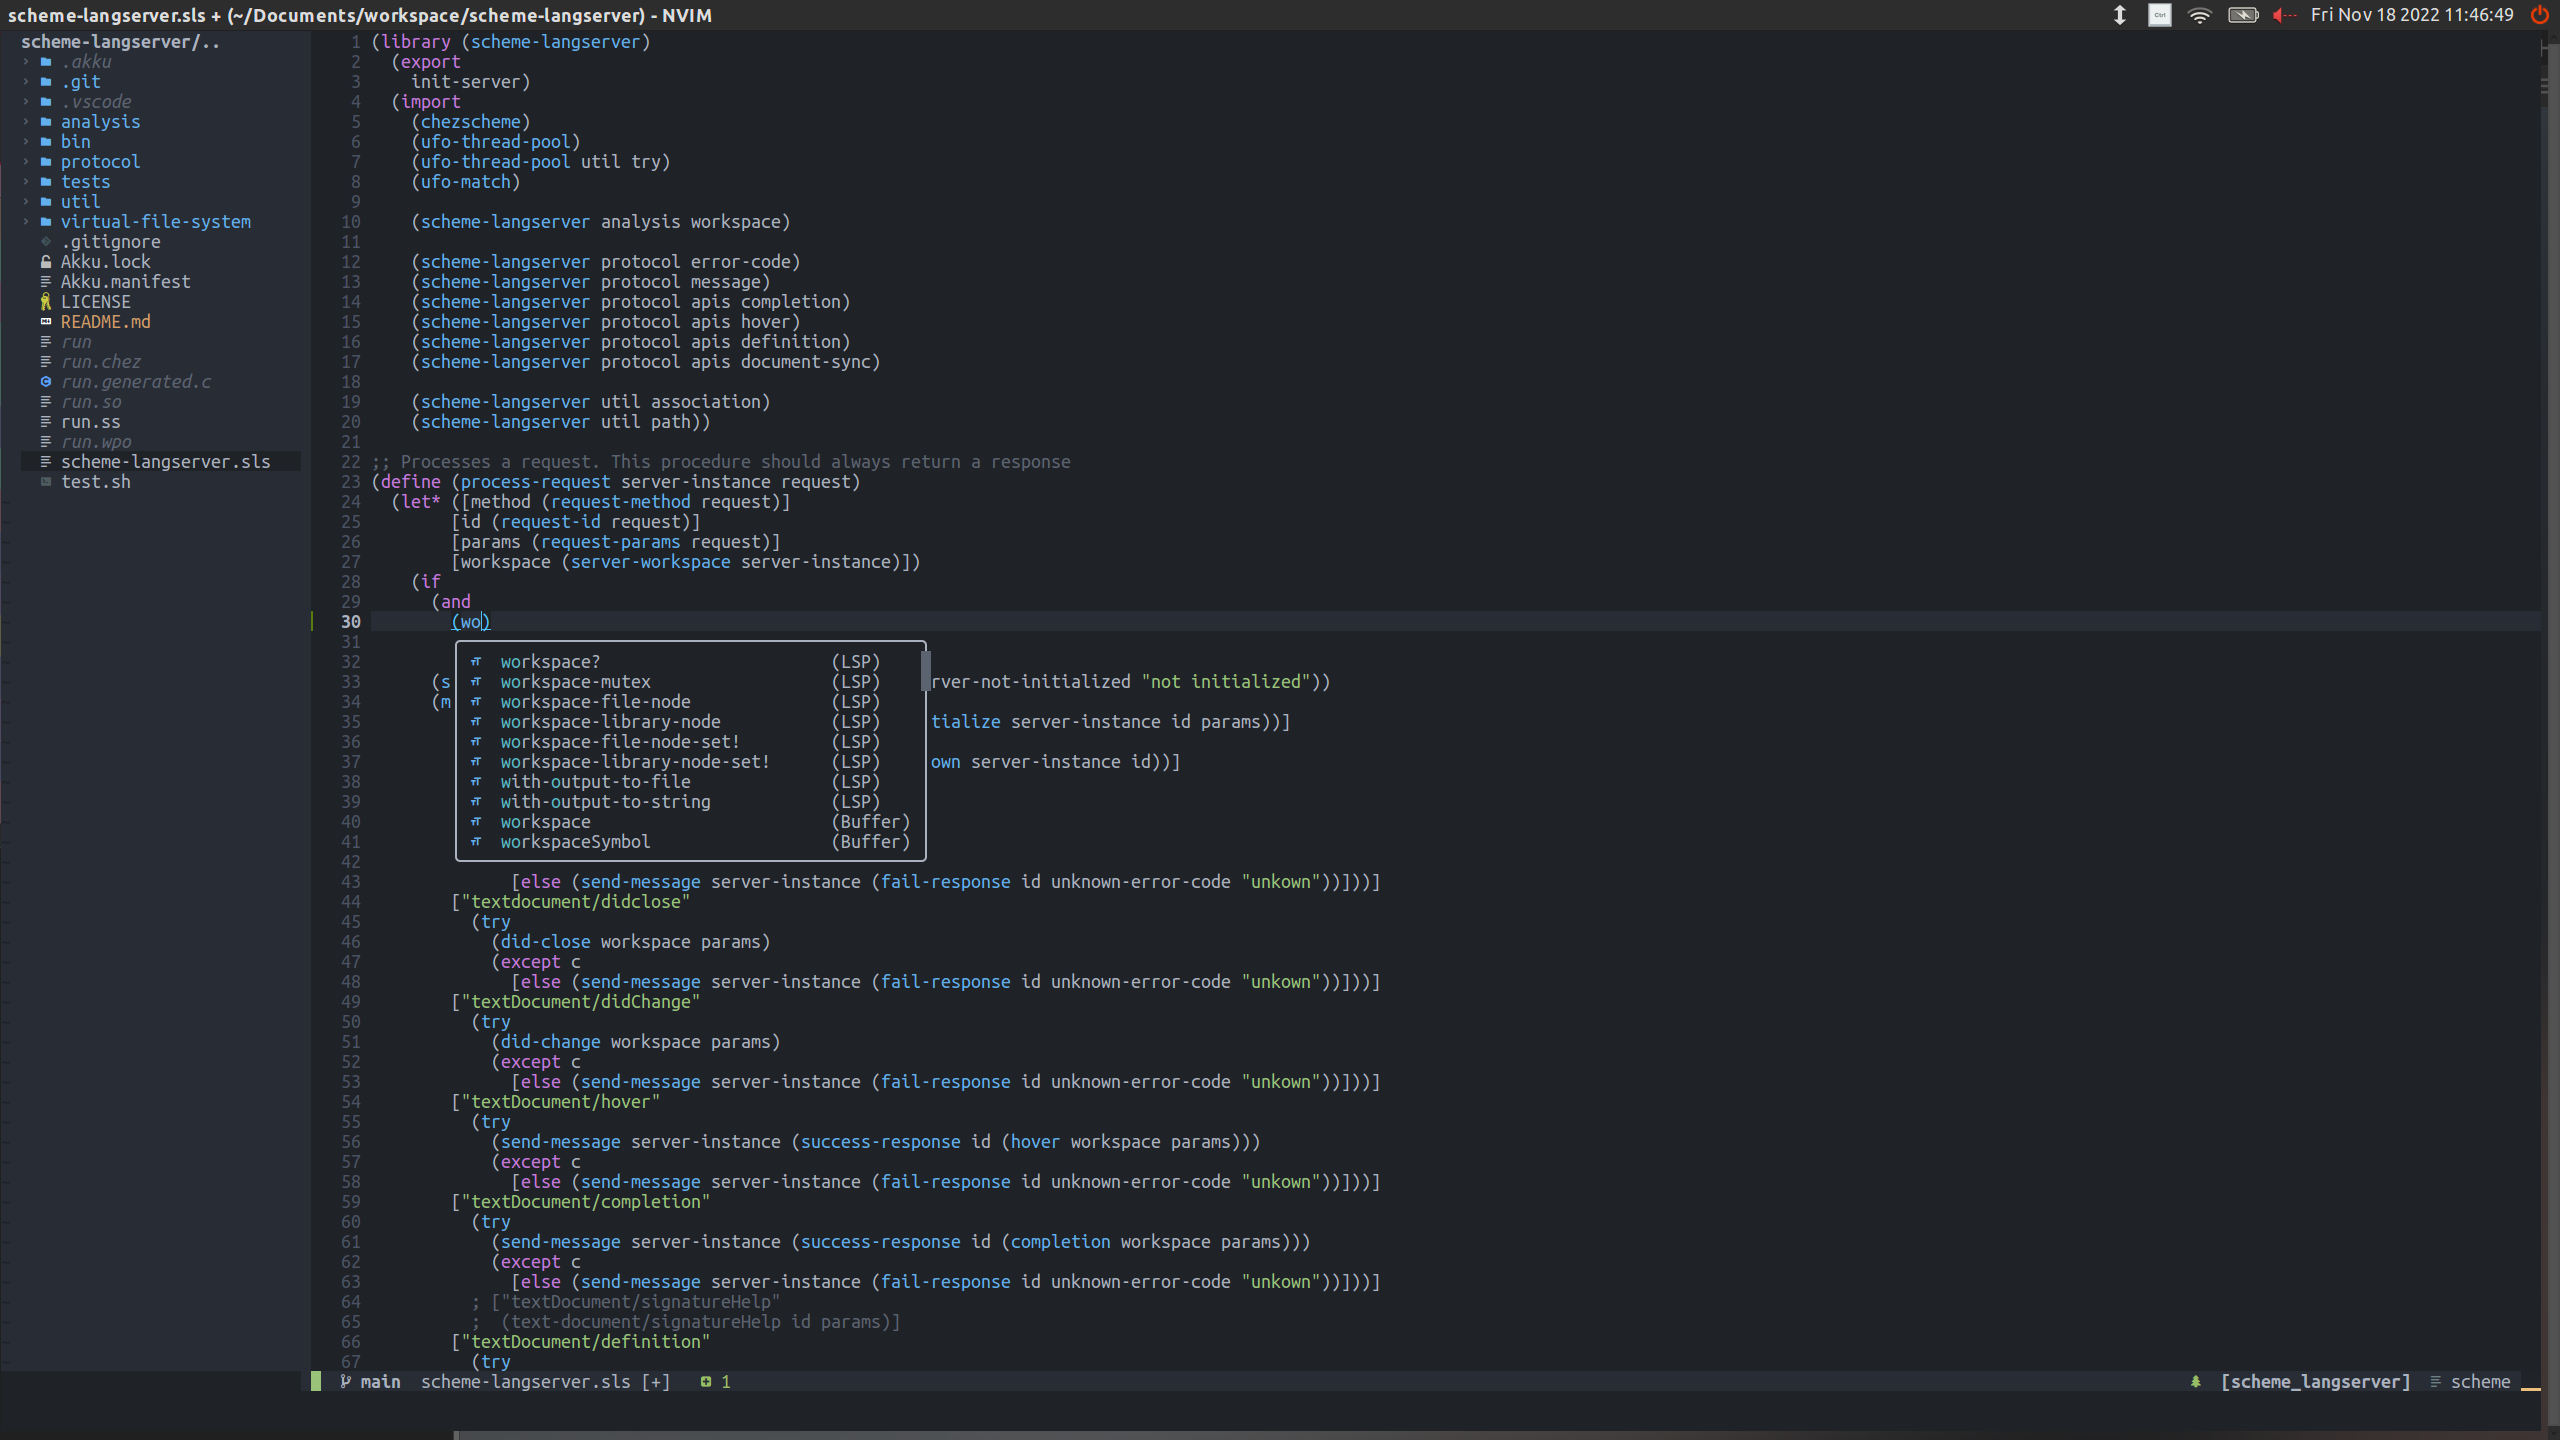 scheme-langserver.sls + (~/Documents/workspace/scheme-langserver) - NVIM
Fri Nov 18 2022 11:46:49
scheme-langserver/..
.akku
.git
.vscode
analysis
bin
protocol
tests
util
virtual-file-system
.gitignore
Akku.lock
Akku.manifest
LICENSE
README.md
run
run.chez
run.generated.c
run.so
run.ss
run.wpo
scheme-langserver.sls
test.sh
1 (library (scheme-langserver)
2   (export
3     init-server)
4   (import
5     (chezscheme)
6     (ufo-thread-pool)
7     (ufo-thread-pool util try)
8     (ufo-match)
9
10     (scheme-langserver analysis workspace)
11
12     (scheme-langserver protocol error-code)
13     (scheme-langserver protocol message)
14     (scheme-langserver protocol apis completion)
15     (scheme-langserver protocol apis hover)
16     (scheme-langserver protocol apis definition)
17     (scheme-langserver protocol apis document-sync)
18
19     (scheme-langserver util association)
20     (scheme-langserver util path))
21
22 ;; Processes a request. This procedure should always return a response
23 (define (process-request server-instance request)
24   (let* ([method (request-method request)]
25         [id (request-id request)]
26         [params (request-params request)]
27         [workspace (server-workspace server-instance)])
28     (if
29       (and
30         (wo)
31
32 workspace? (LSP)
33       (s workspace-mutex (LSP) rver-not-initialized "not initialized"))
34       (m workspace-file-node (LSP)
35 workspace-library-node (LSP) tialize server-instance id params))]
36 workspace-file-node-set! (LSP)
37 workspace-library-node-set! (LSP) own server-instance id))]
38 with-output-to-file (LSP)
39 with-output-to-string (LSP)
40 workspace (Buffer)
41 workspaceSymbol (Buffer)
42
43               [else (send-message server-instance (fail-response id unknown-error-code "unkown"))]))]
44         ["textdocument/didclose"
45           (try
46             (did-close workspace params)
47             (except c
48               [else (send-message server-instance (fail-response id unknown-error-code "unkown"))]))]
49         ["textDocument/didChange"
50           (try
51             (did-change workspace params)
52             (except c
53               [else (send-message server-instance (fail-response id unknown-error-code "unkown"))]))]
54         ["textDocument/hover"
55           (try
56             (send-message server-instance (success-response id (hover workspace params)))
57             (except c
58               [else (send-message server-instance (fail-response id unknown-error-code "unkown"))]))]
59         ["textDocument/completion"
60           (try
61             (send-message server-instance (success-response id (completion workspace params)))
62             (except c
63               [else (send-message server-instance (fail-response id unknown-error-code "unkown"))]))]
64           ; ["textDocument/signatureHelp"
65           ;  (text-document/signatureHelp id params)]
66         ["textDocument/definition"
67           (try
main scheme-langserver.sls [+] 1
[scheme_langserver] scheme